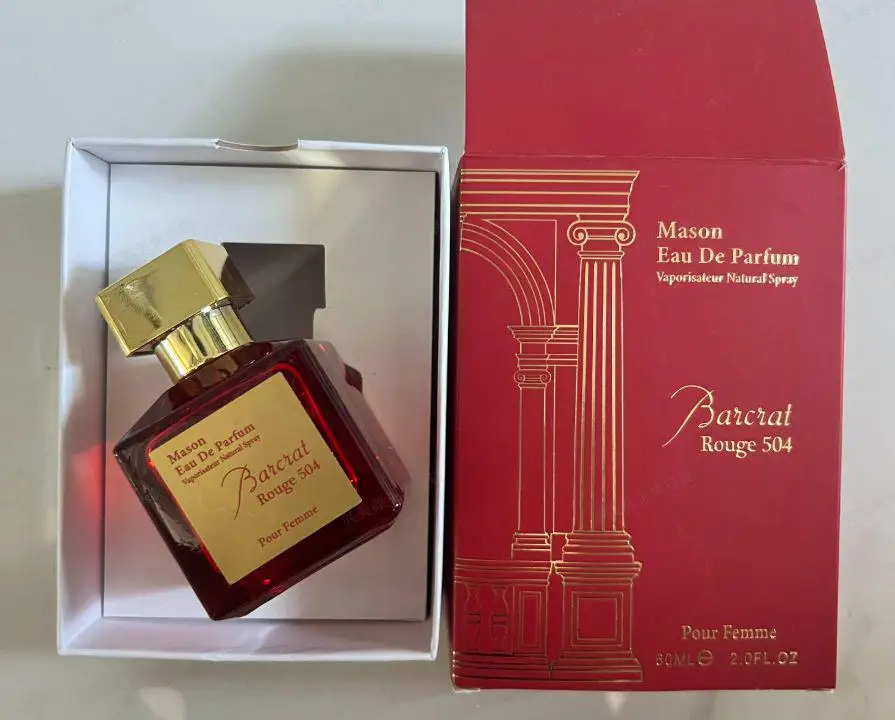 Mason
Eau De Parfum
Vaporisateur Natural Spray
Barcrat
Rouge 504
Pour Femme
Mason
Eau De Parfum
Vaporisateur Natural Spray
Barcrat
Rouge 504
Pour Femme
60ML℮ 2.0FL.OZ